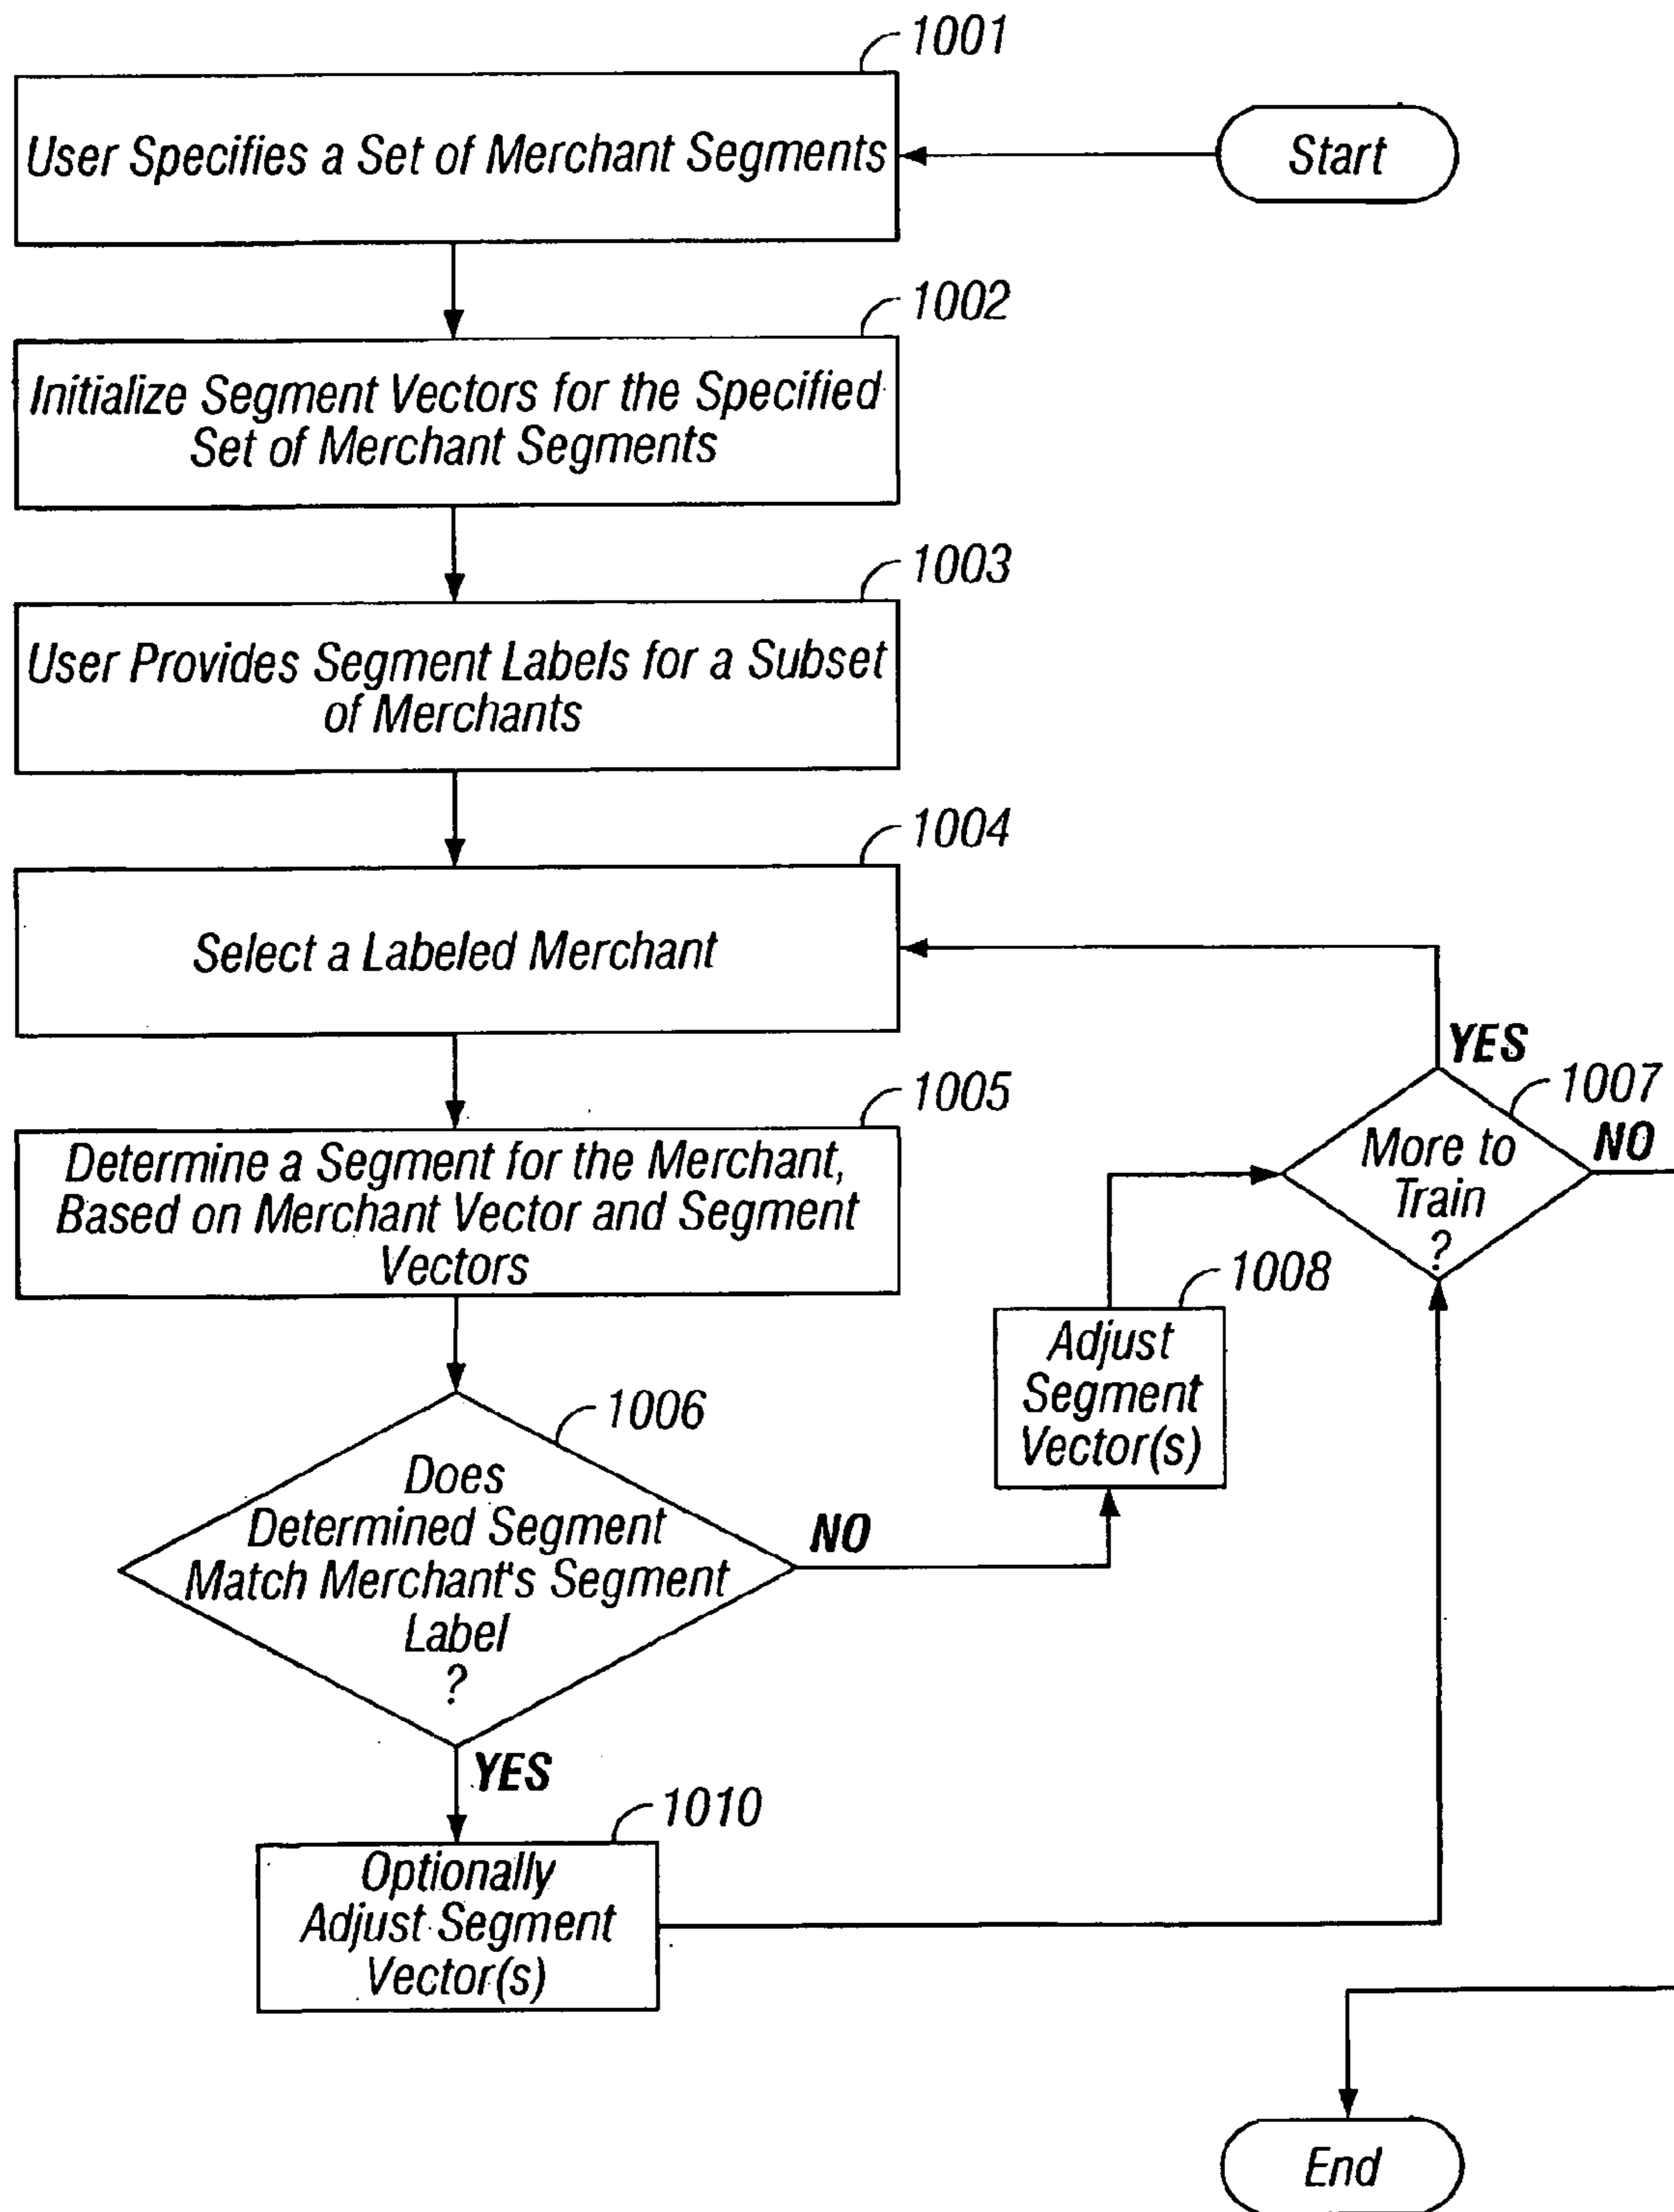 1001
User Specifies a Set of Merchant Segments
Start
1002
Initialize Segment Vectors for the Specified
Set of Merchant Segments
1003
User Provides Segment Labels for a Subset
of Merchants
1004
Select a Labeled Merchant
1005
Determine a Segment for the Merchant,
Based on Merchant Vector and Segment
Vectors
1006
Does
Determined Segment
Match Merchant's Segment
Label
?
NO
YES
1008
Adjust
Segment
Vector(s)
YES
1007
More to
Train
?
NO
1010
Optionally
Adjust Segment
Vector(s)
End